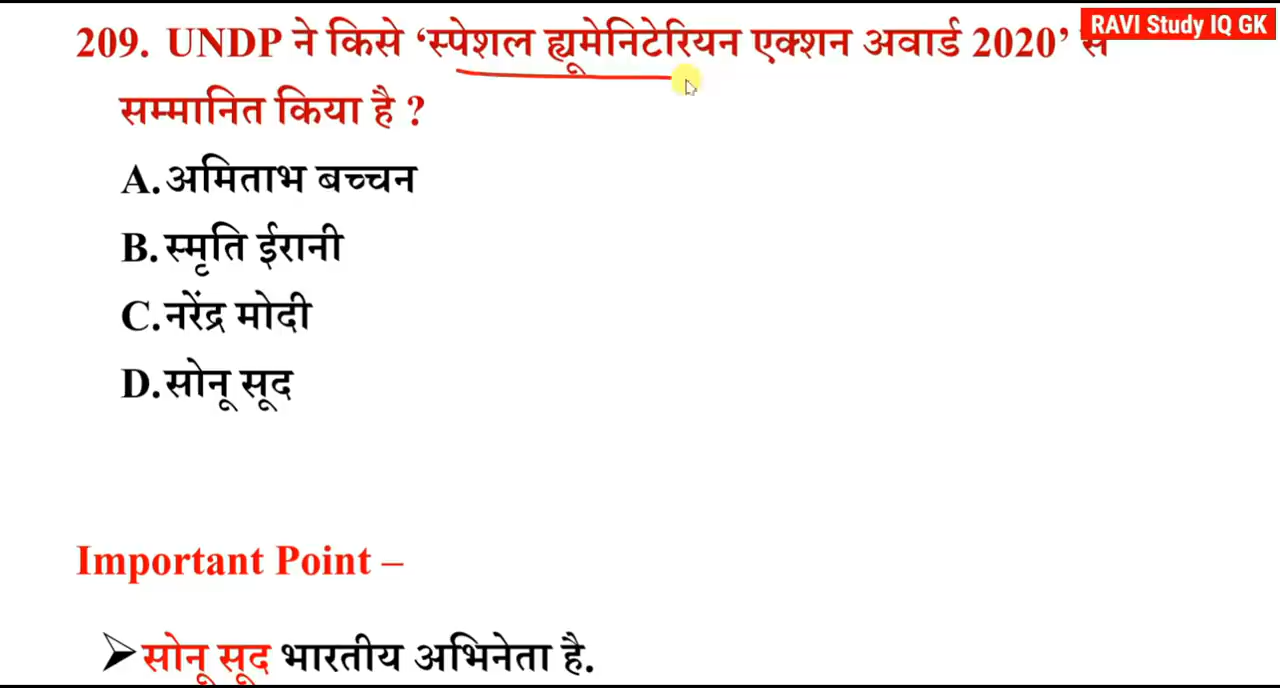 209. UNDP ने किसे ‘स्पेशल ह्यूमेनिटेरियन एक्शन अवार्ड 2020’ से
RAVI Study IQ GK
सम्मानित किया है ?
A.अमिताभ बच्चन
B.स्मृति ईरानी
C.नरेंद्र मोदी
D.सोनू सूद
Important Point –
➤सोनू सूद भारतीय अभिनेता है.